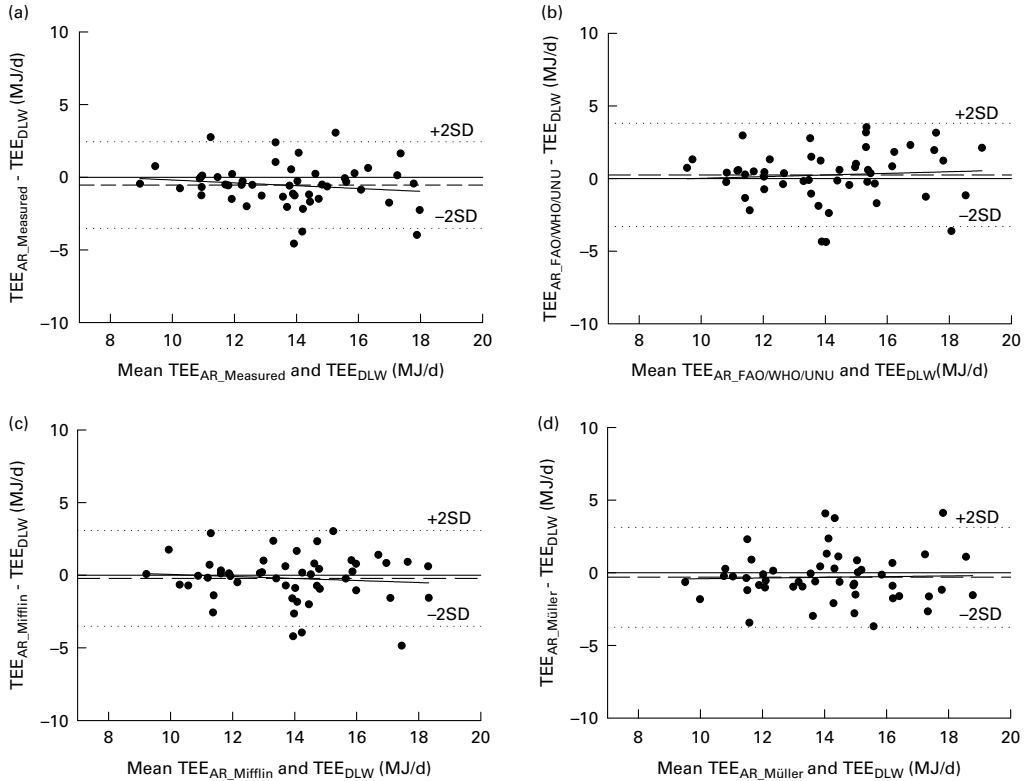 (a)
10
5
0
−5
−10
+2SD
−2SD
TEE_AR_Measured - TEE_DLW (MJ/d)
8 10 12 14 16 18 20
Mean TEE_AR_Measured and TEE_DLW (MJ/d)
(b)
10
5
0
−5
−10
+2SD
−2SD
TEE_AR_FAO/WHO/UNU - TEE_DLW (MJ/d)
8 10 12 14 16 18 20
Mean TEE_AR_FAO/WHO/UNU and TEE_DLW(MJ/d)
(c)
10
5
0
−5
−10
+2SD
−2SD
TEE_AR_Mifflin - TEE_DLW (MJ/d)
8 10 12 14 16 18 20
Mean TEE_AR_Mifflin and TEE_DLW (MJ/d)
(d)
10
5
0
−5
−10
+2SD
−2SD
TEE_AR_Müller - TEE_DLW (MJ/d)
8 10 12 14 16 18 20
Mean TEE_AR_Müller and TEE_DLW (MJ/d)